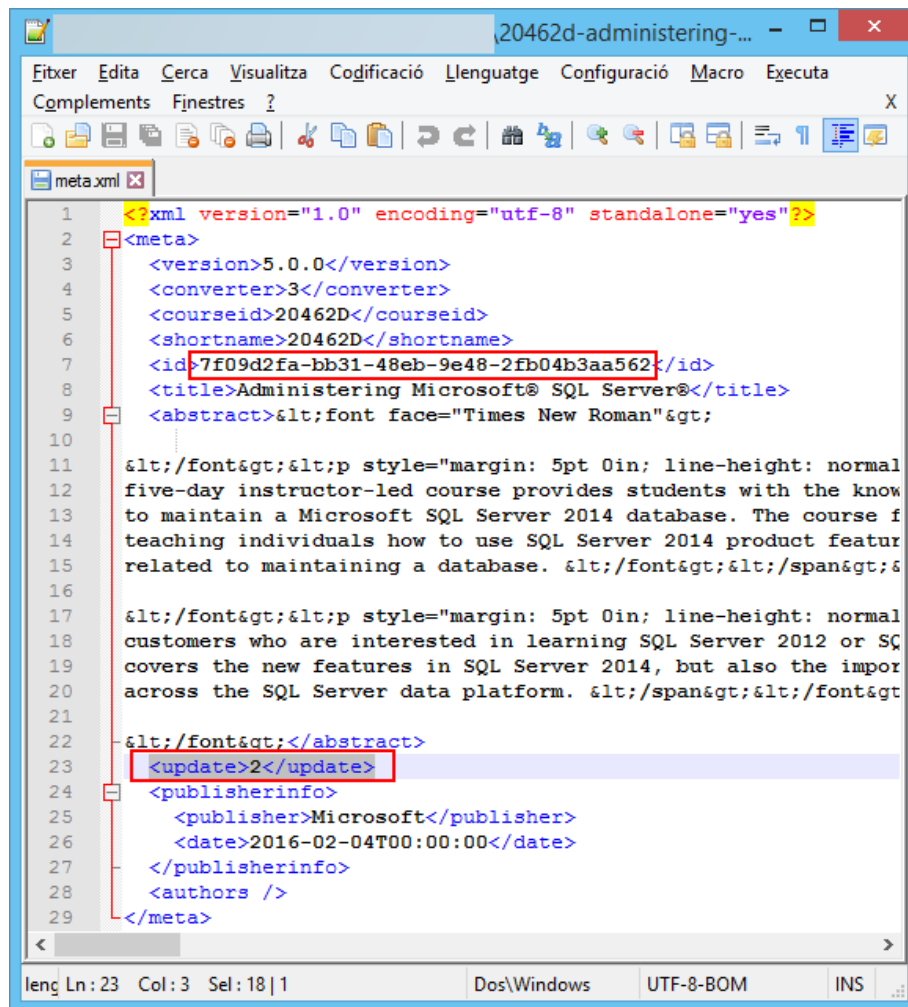 \20462d-administering-...
Fitxer Edita Cerca Visualitza Codificació Llenguatge Configuració Macro Executa
Complements Finestres ? X
meta.xml
1 <?xml version="1.0" encoding="utf-8" standalone="yes"?>
2 <meta>
3 <version>5.0.0</version>
4 <converter>3</converter>
5 <courseid>20462D</courseid>
6 <shortname>20462D</shortname>
7 <id>7f09d2fa-bb31-48eb-9e48-2fb04b3aa562</id>
8 <title>Administering Microsoft® SQL Server®</title>
9 <abstract>&lt;font face="Times New Roman"&gt;
10
11 &lt;/font&gt;&lt;p style="margin: 5pt 0in; line-height: normal
12 five-day instructor-led course provides students with the know
13 to maintain a Microsoft SQL Server 2014 database. The course f
14 teaching individuals how to use SQL Server 2014 product featur
15 related to maintaining a database. &lt;/font&gt;&lt;/span&gt;&
16
17 &lt;/font&gt;&lt;p style="margin: 5pt 0in; line-height: normal
18 customers who are interested in learning SQL Server 2012 or SQ
19 covers the new features in SQL Server 2014, but also the impor
20 across the SQL Server data platform. &lt;/span&gt;&lt;/font&gt
21
22 &lt;/font&gt;</abstract>
23 <update>2</update>
24 <publisherinfo>
25 <publisher>Microsoft</publisher>
26 <date>2016-02-04T00:00:00</date>
27 </publisherinfo>
28 <authors />
29 </meta>
leng Ln : 23 Col : 3 Sel : 18 | 1 Dos\Windows UTF-8-BOM INS